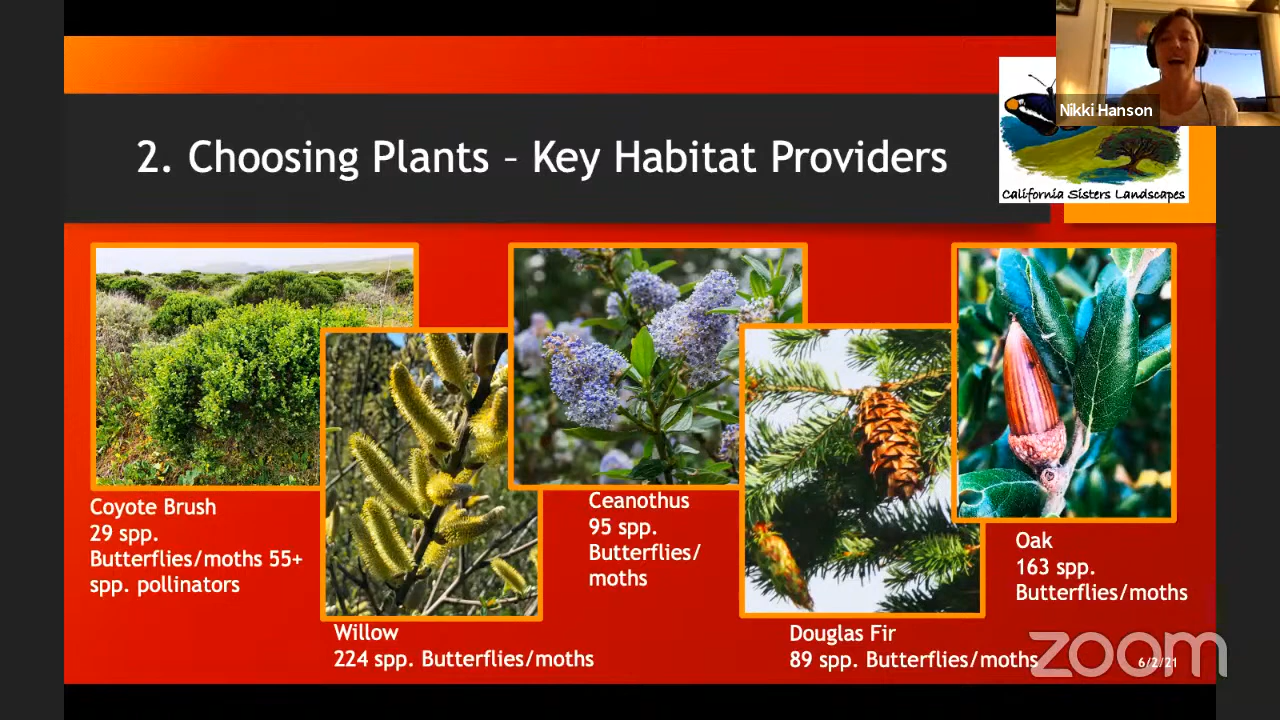 Nikki Hanson
2. Choosing Plants – Key Habitat Providers
California Sisters Landscapes
Coyote Brush
29 spp.
Butterflies/moths 55+
spp. pollinators
Willow
224 spp. Butterflies/moths
Ceanothus
95 spp.
Butterflies/
moths
Douglas Fir
89 spp. Butterflies/moths
Oak
163 spp.
Butterflies/moths
zoom
6/2/21